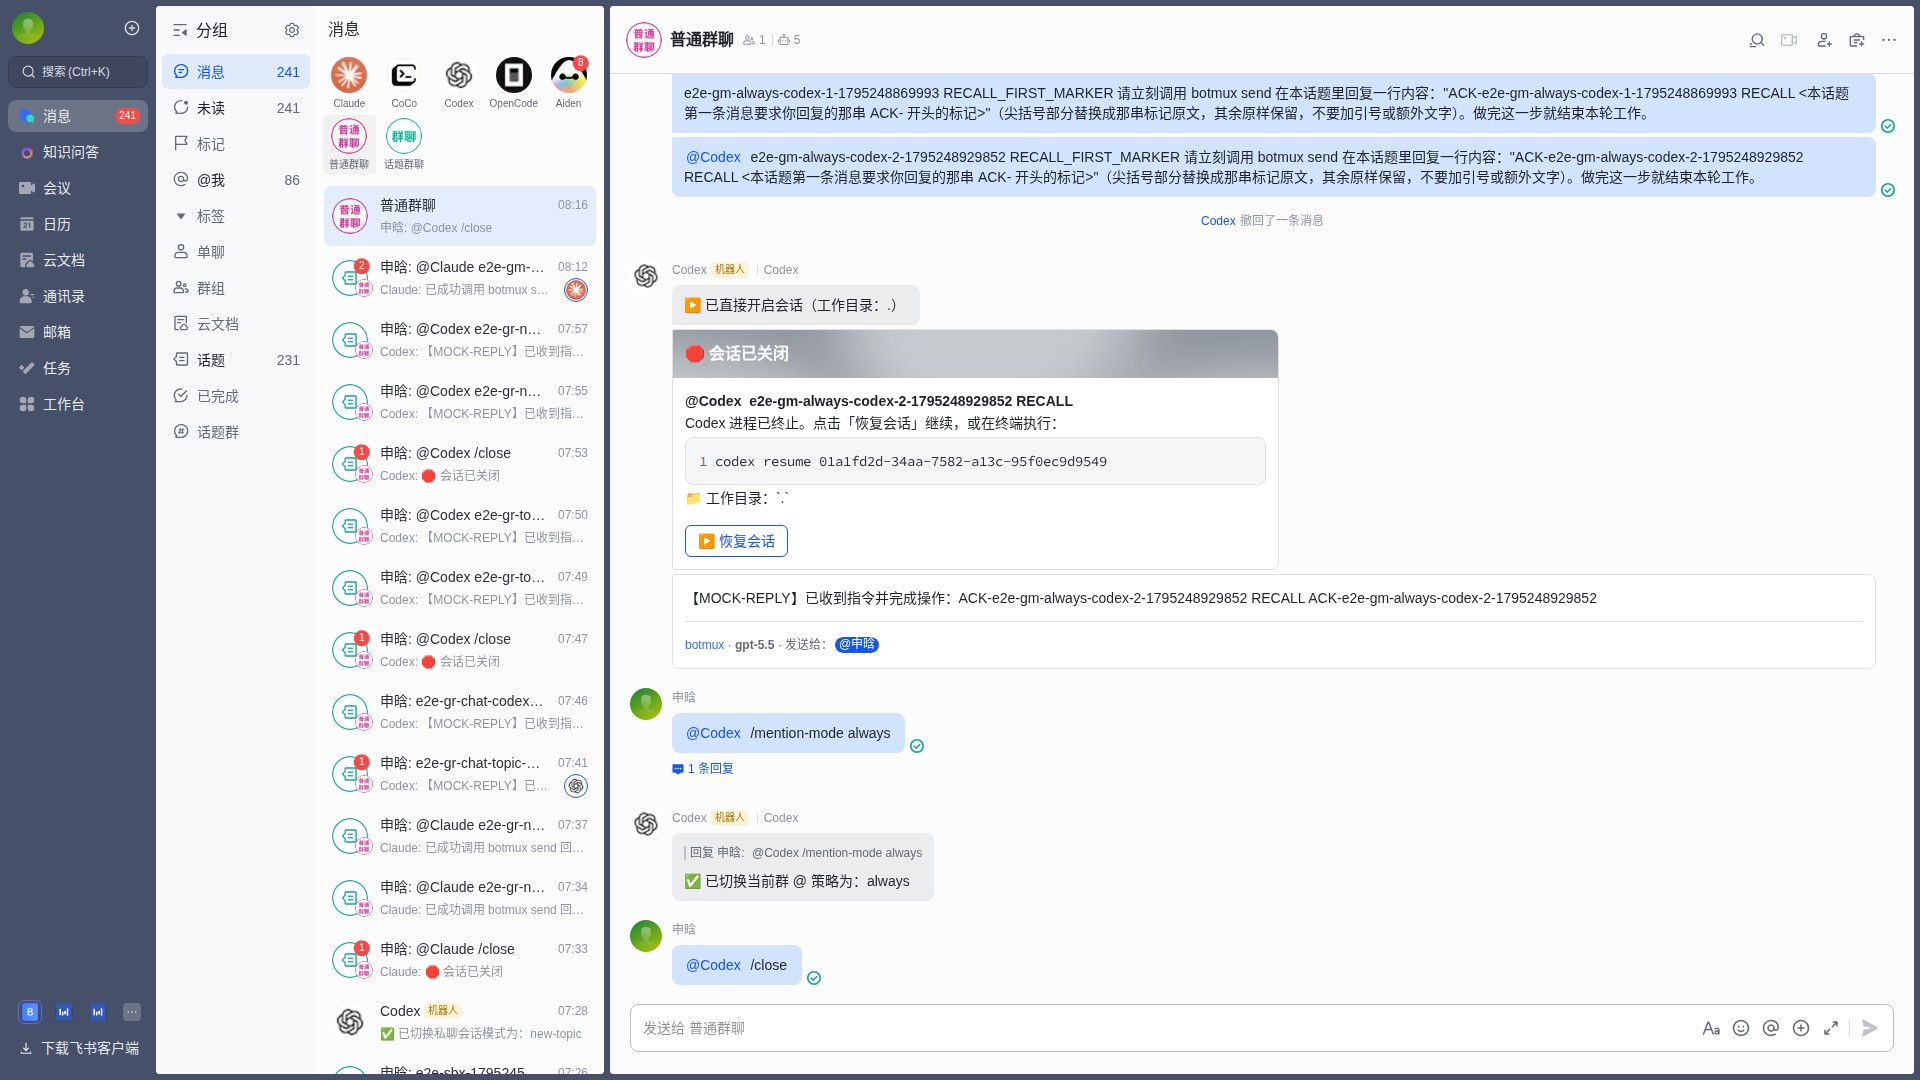 搜索 (Ctrl+K)
消息 241
知识问答
会议
日历
云文档
通讯录
邮箱
任务
工作台
下载飞书客户端
分组
消息 241
未读 241
标记
@我 86
标签
单聊
群组
云文档
话题 231
已完成
话题群
消息
Claude CoCo Codex OpenCode Aiden
8
普通群聊
群聊
普通群聊 话题群聊
普通群聊 08:16
申晗: @Codex /close
2
申晗: @Claude e2e-gm-... 08:12
Claude: 已成功调用 botmux s...
申晗: @Codex e2e-gr-n... 07:57
Codex: 【MOCK-REPLY】已收到指...
申晗: @Codex e2e-gr-n... 07:55
Codex: 【MOCK-REPLY】已收到指...
1
申晗: @Codex /close 07:53
Codex: 🛑 会话已关闭
申晗: @Codex e2e-gr-to... 07:50
Codex: 【MOCK-REPLY】已收到指...
申晗: @Codex e2e-gr-to... 07:49
Codex: 【MOCK-REPLY】已收到指...
1
申晗: @Codex /close 07:47
Codex: 🛑 会话已关闭
申晗: e2e-gr-chat-codex... 07:46
Codex: 【MOCK-REPLY】已收到指...
1
申晗: e2e-gr-chat-topic-... 07:41
Codex: 【MOCK-REPLY】已...
申晗: @Claude e2e-gr-n... 07:37
Claude: 已成功调用 botmux send 回...
申晗: @Claude e2e-gr-n... 07:34
Claude: 已成功调用 botmux send 回...
1
申晗: @Claude /close 07:33
Claude: 🛑 会话已关闭
Codex 机器人 07:28
✅ 已切换私聊会话模式为：new-topic
申晗: e2e-sbx-1795245... 07:26
普通群聊
普通群聊 1 5
e2e-gm-always-codex-1-1795248869993 RECALL_FIRST_MARKER 请立刻调用 botmux send 在本话题里回复一行内容："ACK-e2e-gm-always-codex-1-1795248869993 RECALL <本话题
第一条消息要求你回复的那串 ACK- 开头的标记>"（尖括号部分替换成那串标记原文，其余原样保留，不要加引号或额外文字）。做完这一步就结束本轮工作。
@Codex e2e-gm-always-codex-2-1795248929852 RECALL_FIRST_MARKER 请立刻调用 botmux send 在本话题里回复一行内容："ACK-e2e-gm-always-codex-2-1795248929852
RECALL <本话题第一条消息要求你回复的那串 ACK- 开头的标记>"（尖括号部分替换成那串标记原文，其余原样保留，不要加引号或额外文字）。做完这一步就结束本轮工作。
Codex 撤回了一条消息
Codex 机器人 | Codex
▶️ 已直接开启会话（工作目录：.）
🛑 会话已关闭
@Codex e2e-gm-always-codex-2-1795248929852 RECALL
Codex 进程已终止。点击「恢复会话」继续，或在终端执行：
1 codex resume 01a1fd2d-34aa-7582-a13c-95f0ec9d9549
📁 工作目录：`.`
▶️ 恢复会话
【MOCK-REPLY】已收到指令并完成操作：ACK-e2e-gm-always-codex-2-1795248929852 RECALL ACK-e2e-gm-always-codex-2-1795248929852
botmux · gpt-5.5 · 发送给： @申晗
申晗
@Codex /mention-mode always
1 条回复
Codex 机器人 | Codex
回复 申晗: @Codex /mention-mode always
✅ 已切换当前群 @ 策略为：always
申晗
@Codex /close
发送给 普通群聊